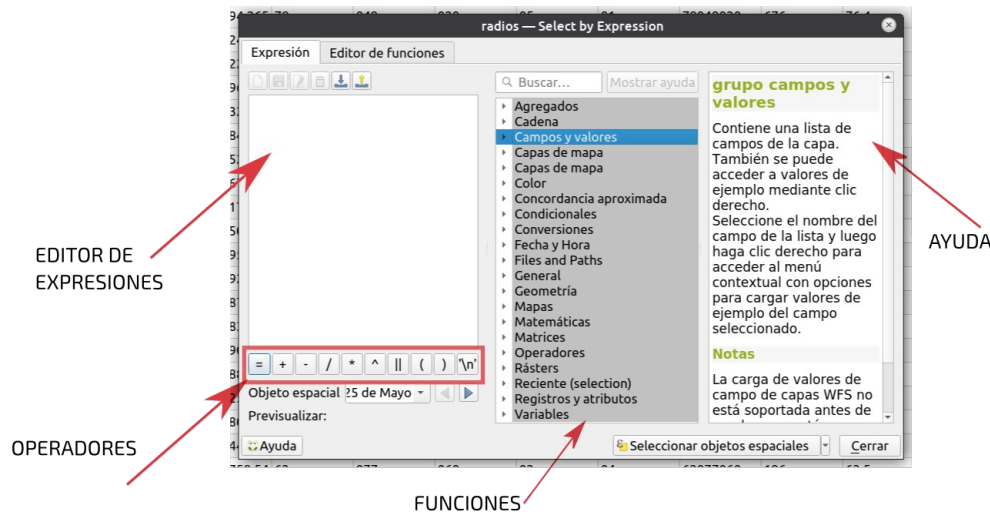 radios — Select by Expression
Expresión
Editor de funciones
Buscar...
Mostrar ayuda
Agregados
Cadena
Campos y valores
Capas de mapa
Capas de mapa
Color
Concordancia aproximada
Condicionales
Conversiones
Fecha y Hora
Files and Paths
General
Geometría
Mapas
Matemáticas
Matrices
Operadores
Rásters
Reciente (selection)
Registros y atributos
Variables
grupo campos y
valores
Contiene una lista de
campos de la capa.
También se puede
acceder a valores de
ejemplo mediante clic
derecho.
Seleccione el nombre del
campo de la lista y luego
haga clic derecho para
acceder al menú
contextual con opciones
para cargar valores de
ejemplo del campo
seleccionado.
Notas
La carga de valores de
campo de capas WFS no
está soportada antes de
= + - / * ^ || ( ) '\n'
Objeto espacial 25 de Mayo
Previsualizar:
Ayuda
Seleccionar objetos espaciales
Cerrar
EDITOR DE
EXPRESIONES
AYUDA
OPERADORES
FUNCIONES